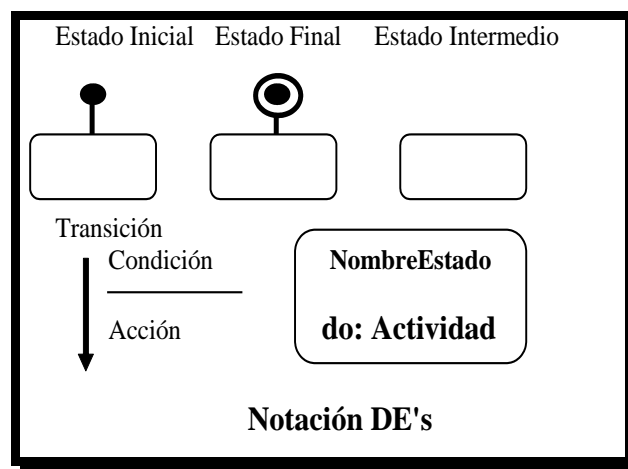 Estado Inicial Estado Final Estado Intermedio
Transición
Condición
Acción
NombreEstado
do: Actividad
Notación DE's